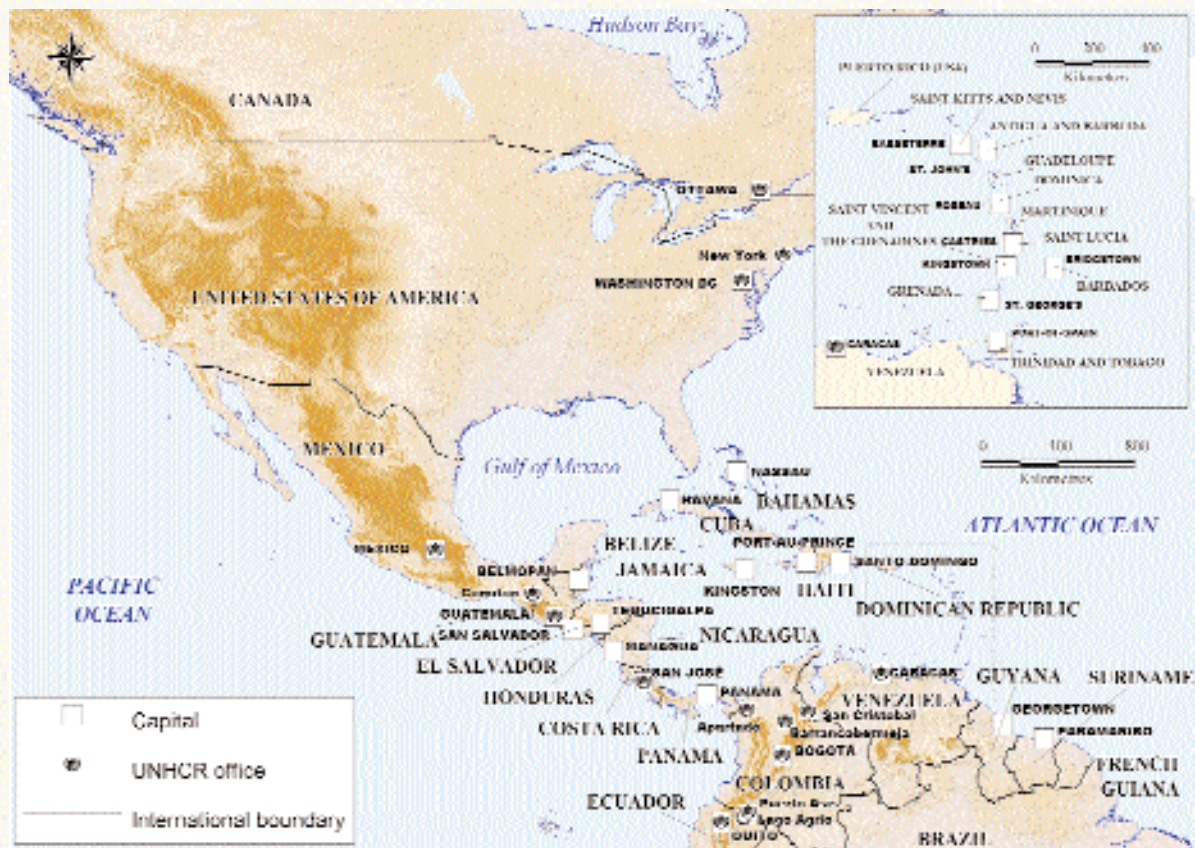 Hudson Bay
CANADA
OTTAWA
New York
WASHINGTON DC
UNITED STATES OF AMERICA
MEXICO
Gulf of Mexico
NASSAU
HAVANA
BAHAMAS
CUBA
ATLANTIC OCEAN
PORT-AU-PRINCE
MEXICO
BELIZE
SANTO DOMINGO
BELMOPAN
JAMAICA
PACIFIC
OCEAN
KINGSTON
HAITI
DOMINICAN REPUBLIC
GUATEMALA
TEGUCIGALPA
SAN SALVADOR
GUATEMALA
NICARAGUA
MANAGUA
EL SALVADOR
SAN JOSÉ
CARACAS
GUYANA
SURINAME
HONDURAS
PANAMA
VENEZUELA
GEORGETOWN
COSTA RICA
Apartado
San Cristobal
Barrancabermeja
PARAMARIBO
PANAMA
BOGOTA
FRENCH
GUIANA
COLOMBIA
ECUADOR
Lago Agrio
QUITO
BRAZIL
Kilometres
PUERTO RICO (USA)
SAINT KITTS AND NEVIS
ANTIGUA AND BARBUDA
BASSETERRE
ST. JOHN'S
GUADELOUPE
DOMINICA
ROSEAU
SAINT VINCENT
AND
THE GRENADINES
MARTINIQUE
CASTRIES
SAINT LUCIA
KINGSTOWN
BRIDGETOWN
BARBADOS
GRENADA
ST. GEORGE'S
PORT-OF-SPAIN
CARACAS
TRINIDAD AND TOBAGO
VENEZUELA
Kilometres
Capital
UNHCR office
International boundary